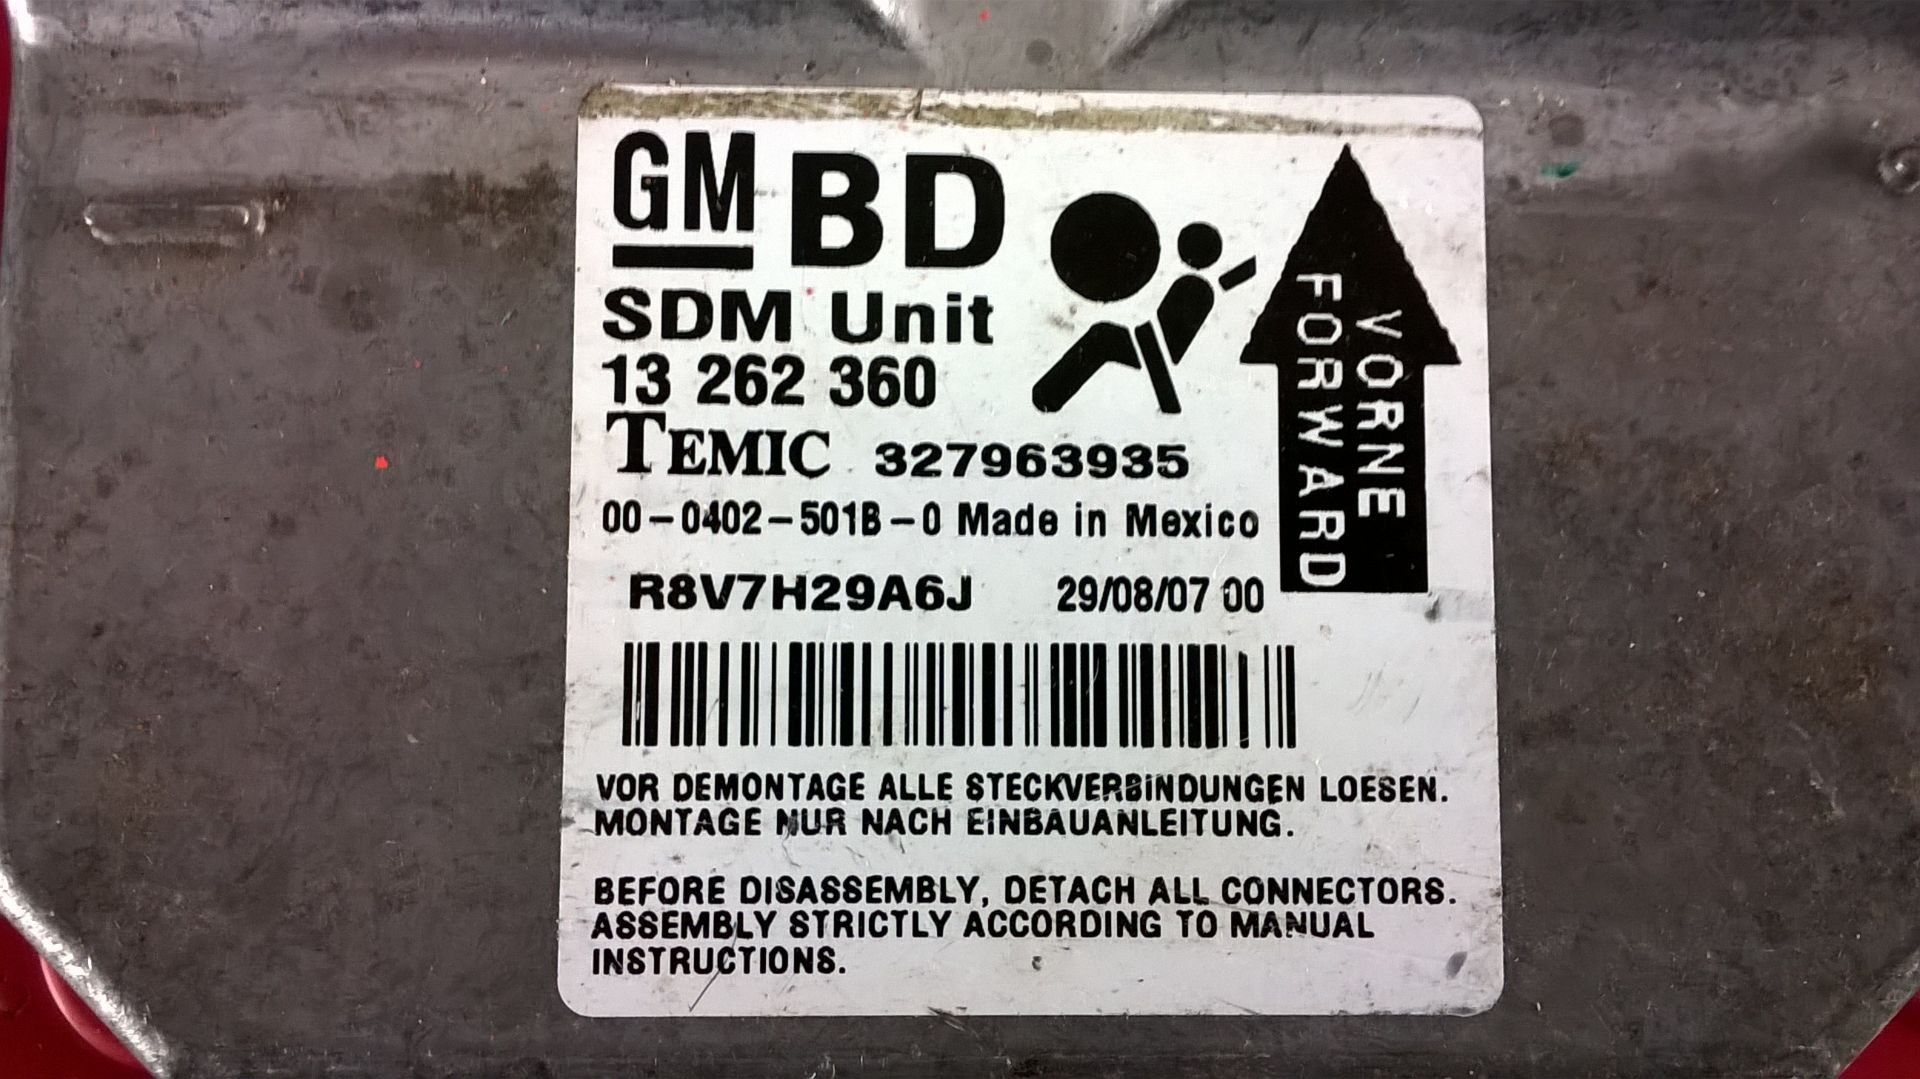 GM BD
SDM Unit
13 262 360
TEMIC 327963935
00-0402-501B-0 Made in Mexico
R8V7H29A6J 29/08/07 00
VORNE
FORWARD
VOR DEMONTAGE ALLE STECKVERBINDUNGEN LOESEN.
MONTAGE NUR NACH EINBAUANLEITUNG.
BEFORE DISASSEMBLY, DETACH ALL CONNECTORS.
ASSEMBLY STRICTLY ACCORDING TO MANUAL
INSTRUCTIONS.